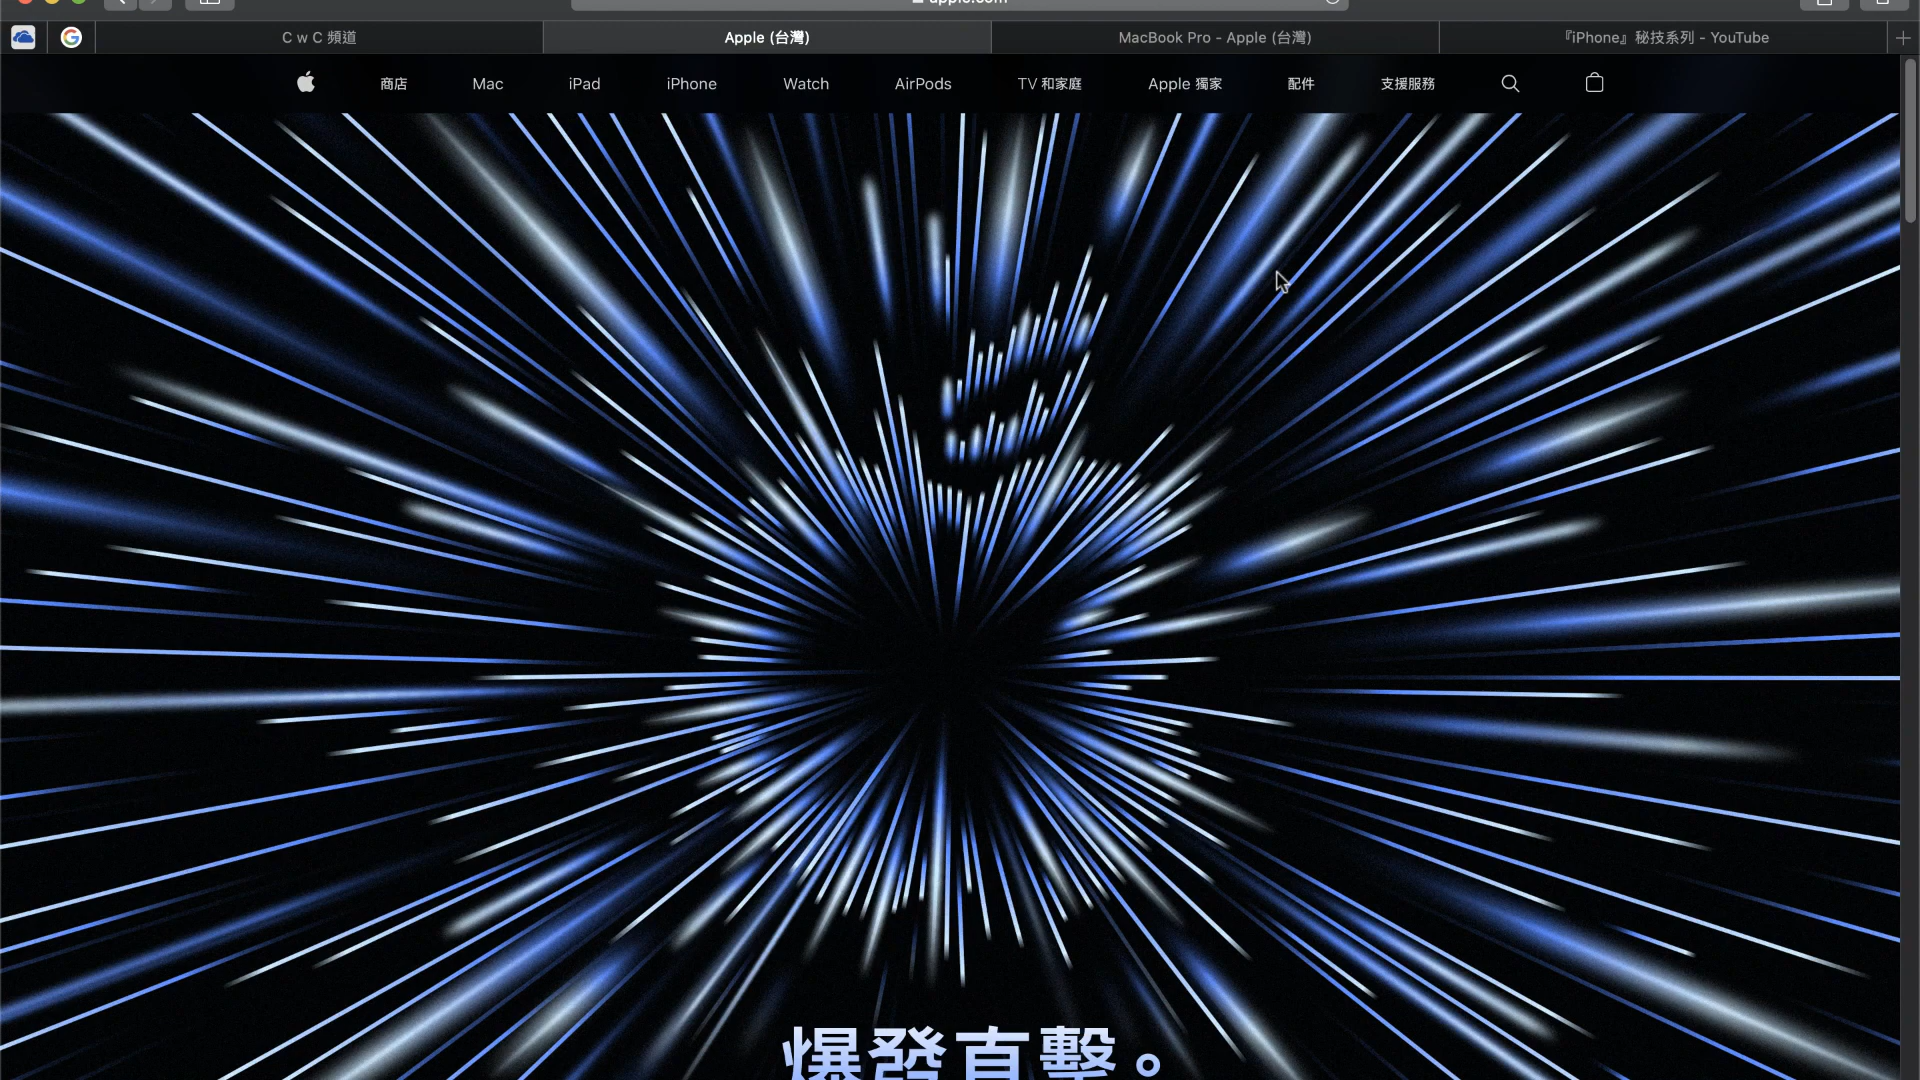 apple.com
C w C 頻道
Apple (台灣)
MacBook Pro - Apple (台灣)
『iPhone』秘技系列 - YouTube
商店
Mac
iPad
iPhone
Watch
AirPods
TV 和家庭
Apple 獨家
配件
支援服務
爆發直擊。